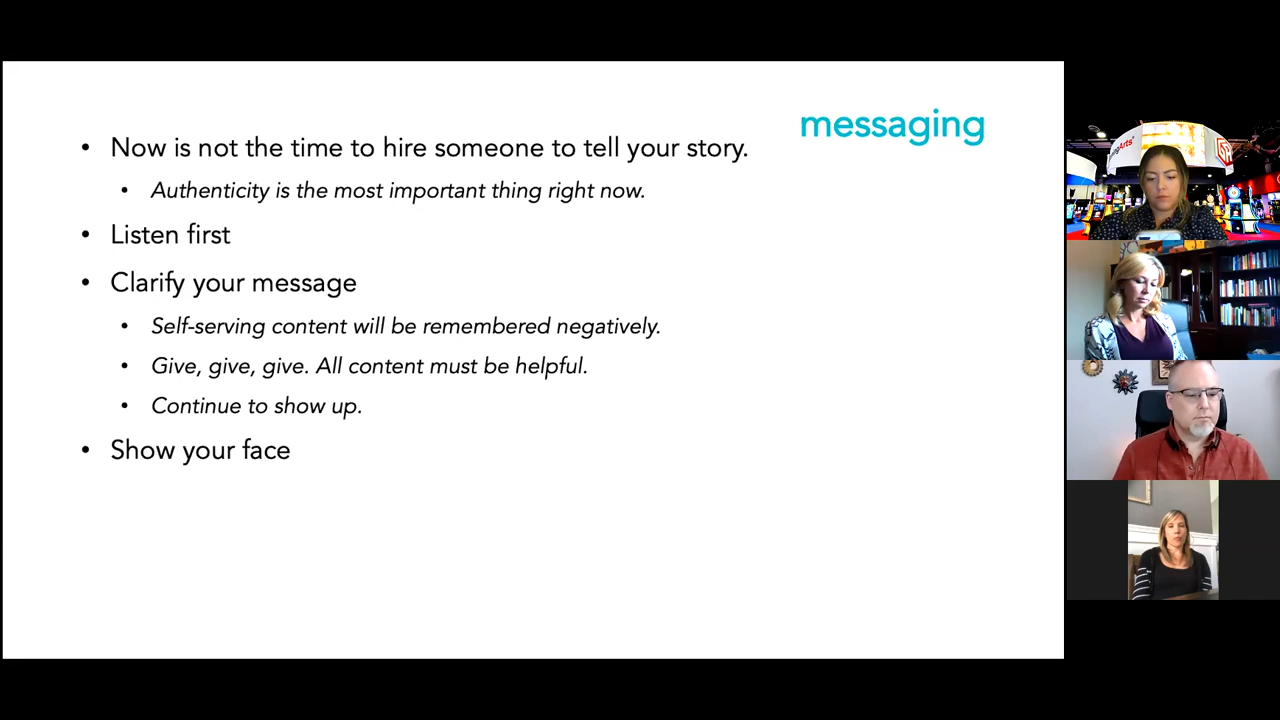 messaging
• Now is not the time to hire someone to tell your story.
• Authenticity is the most important thing right now.
• Listen first
• Clarify your message
• Self-serving content will be remembered negatively.
• Give, give, give. All content must be helpful.
• Continue to show up.
• Show your face